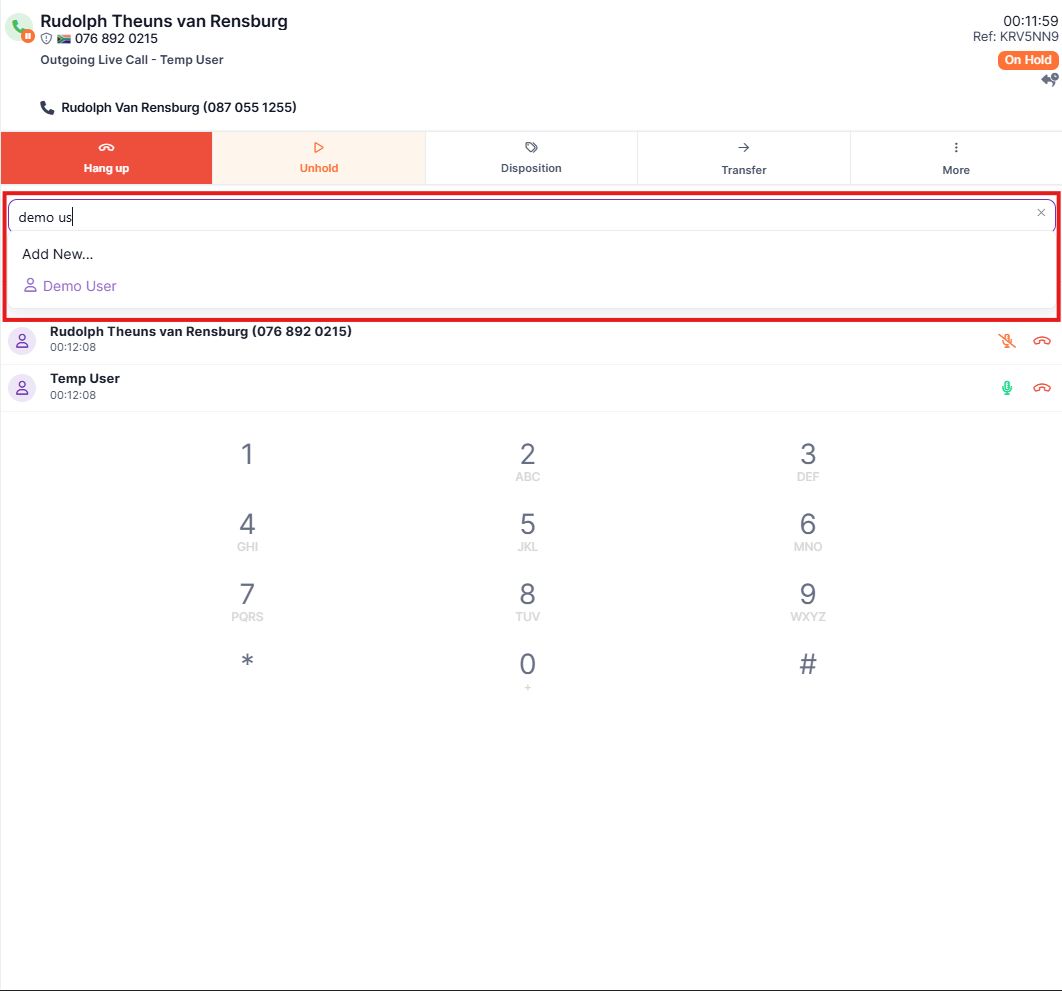 Rudolph Theuns van Rensburg
00:11:59
076 892 0215
Ref: KRV5NN9
Outgoing Live Call - Temp User
On Hold
Rudolph Van Rensburg (087 055 1255)
Hang up
Unhold
Disposition
Transfer
More
demo us
Add New...
Demo User
Rudolph Theuns van Rensburg (076 892 0215)
00:12:08
Temp User
00:12:08
1 2 3
ABC DEF
4 5 6
GHI JKL MNO
7 8 9
PQRS TUV WXYZ
* 0 #
+